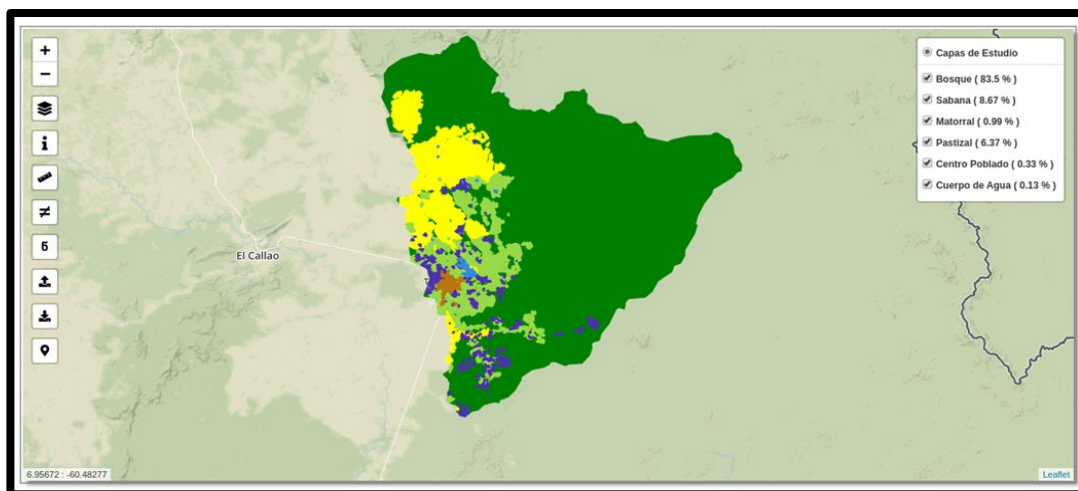 +
−
i
≠
6
Capas de Estudio
Bosque ( 83.5 % )
Sabana ( 8.67 % )
Matorral ( 0.99 % )
Pastizal ( 6.37 % )
Centro Poblado ( 0.33 % )
Cuerpo de Agua ( 0.13 % )
El Callao
6.95672 : -60.48277
Leaflet